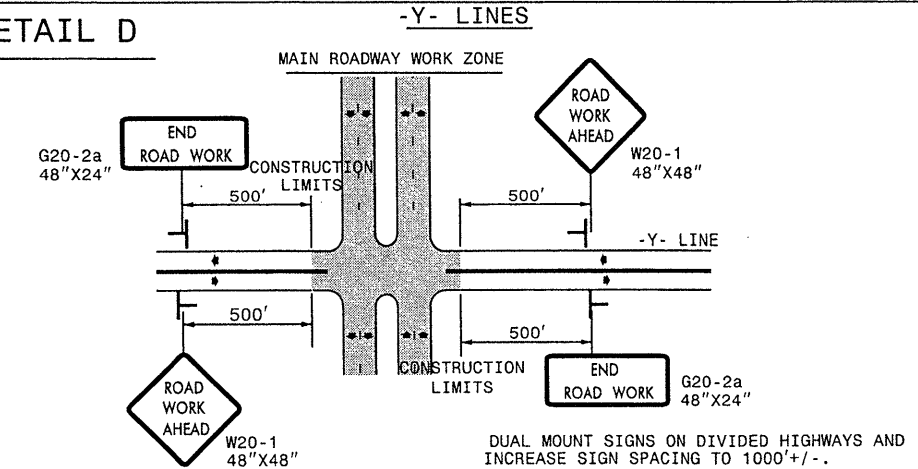 ETAIL D
-Y- LINES
MAIN ROADWAY WORK ZONE
END
ROAD WORK
G20-2a
48"X24"
CONSTRUCTION
LIMITS
500'
ROAD
WORK
AHEAD
W20-1
48"X48"
500'
-Y- LINE
500'
ROAD
WORK
AHEAD
W20-1
48"X48"
500'
CONSTRUCTION
LIMITS
END
ROAD WORK
G20-2a
48"X24"
DUAL MOUNT SIGNS ON DIVIDED HIGHWAYS AND
INCREASE SIGN SPACING TO 1000'+/-.